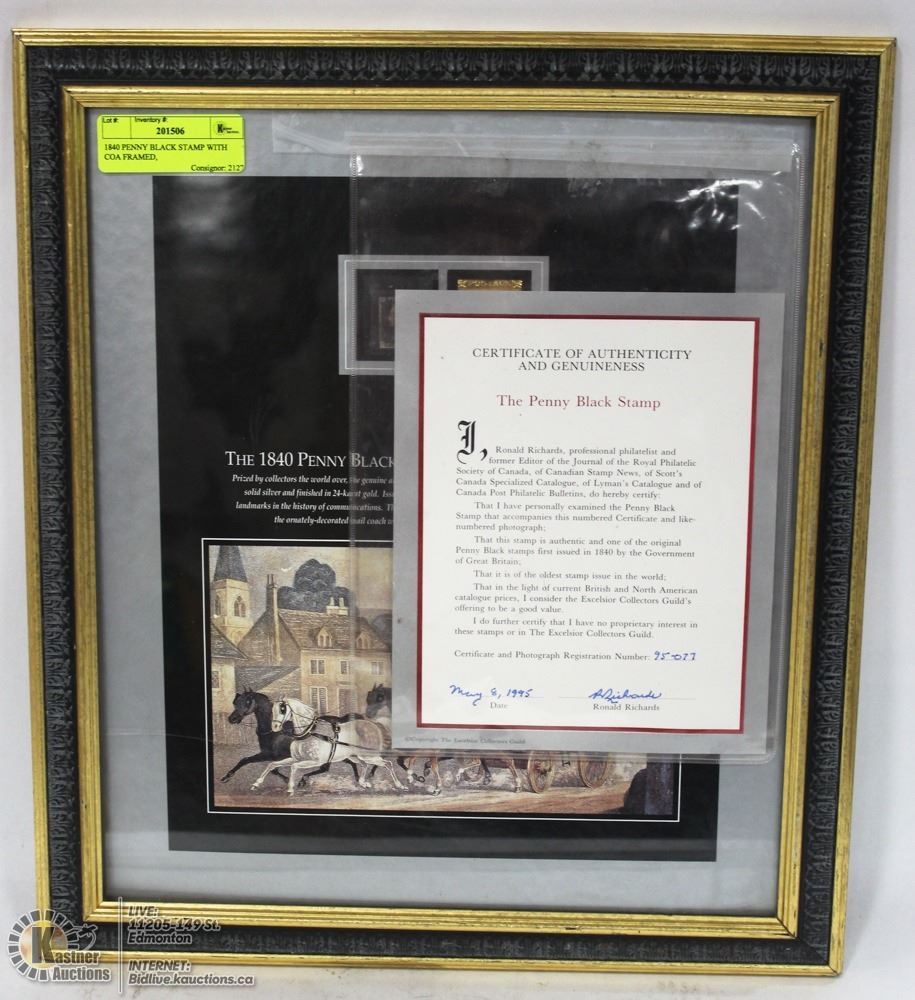 Lot #: Inventory #:
201506
1840 PENNY BLACK STAMP WITH
COA FRAMED,
Consignor: 2127
POSTAGE
CERTIFICATE OF AUTHENTICITY
AND GENUINENESS
The Penny Black Stamp
I, Ronald Richards, professional philatelist and
former Editor of the Journal of the Royal Philatelic
Society of Canada, of Canadian Stamp News, of Scott's
Canada Specialized Catalogue, of Lyman's Catalogue and of
Canada Post Philatelic Bulletins, do hereby certify:
That I have personally examined the Penny Black
Stamp that accompanies this numbered Certificate and like-
numbered photograph;
That this stamp is authentic and one of the original
Penny Black stamps first issued in 1840 by the Government
of Great Britain;
That it is of the oldest stamp issue in the world;
That in the light of current British and North American
catalogue prices, I consider the Excelsior Collectors Guild's
offering to be a good value.
I do further certify that I have no proprietary interest in
these stamps or in The Excelsior Collectors Guild.
Certificate and Photograph Registration Number: 95-077
May 8, 1995 RRichards
Date Ronald Richards
©Copyright The Excelsior Collectors Guild
THE 1840 PENNY BLACK
Prized by collectors the world over, the genuine
solid silver and finished in 24-karat gold.
landmarks in the history of communications.
the ornately-decorated mail coach
Kastner
Auctions
LIVE:
11205-149 St.
Edmonton
INTERNET:
Bidlive.kauctions.ca